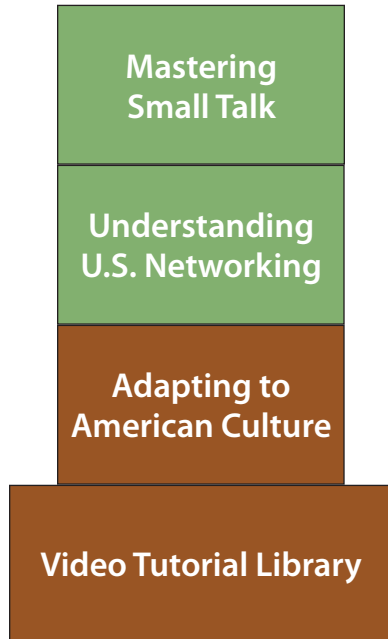 Mastering
Small Talk
Understanding
U.S. Networking
Adapting to
American Culture
Video Tutorial Library